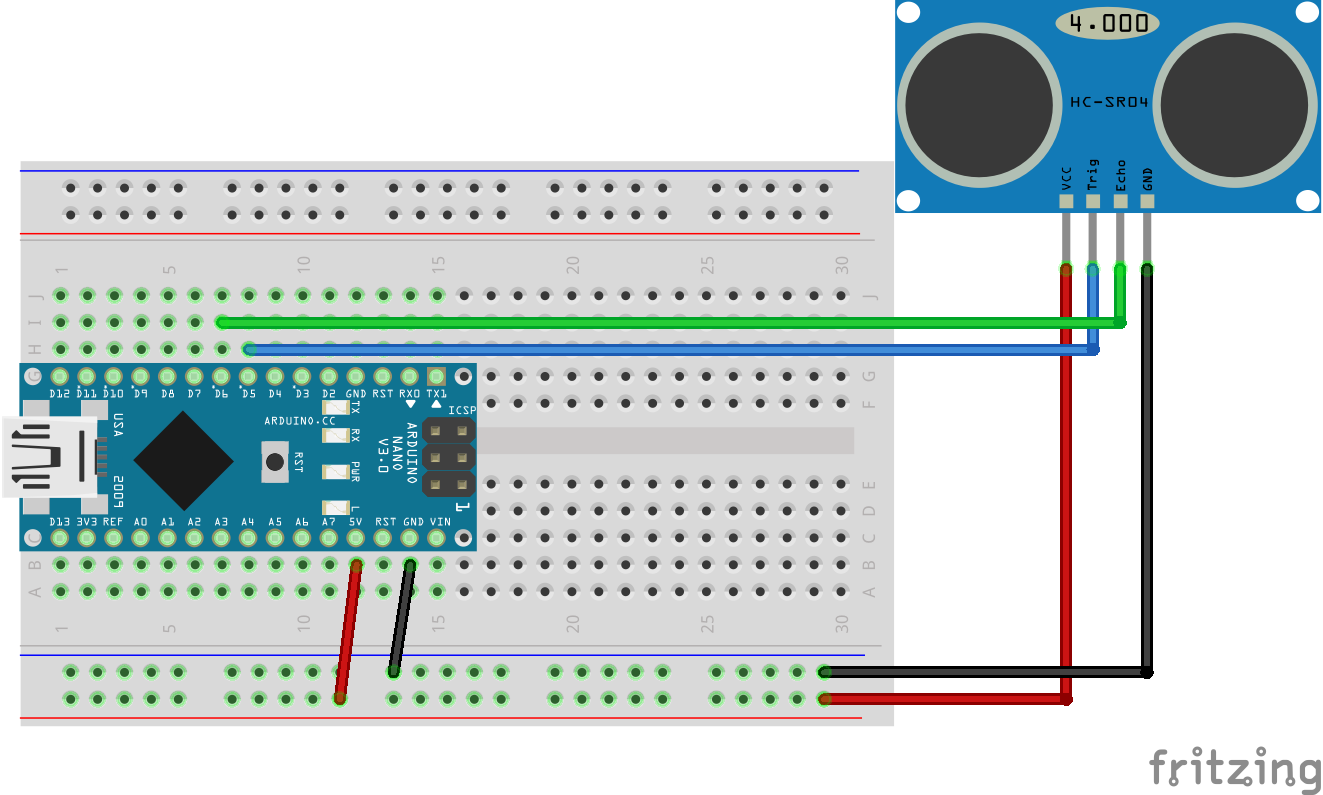 4.000
HC-SR04
VCC Trig Echo GND
1 5 10 15 20 25 30
J J
I I
H H
G G
F F
D12 D11 D10 D9 D8 D7 D6 D5 D4 D3 D2 GND RST RX0 TX1
TX
RX
PWR
L
ICSP
1
ARDUINO.CC
USA
2009
RST
ARDUINO
NANO
V3.0
D13 3V3 REF A0 A1 A2 A3 A4 A5 A6 A7 5V RST GND VIN
E
D
C C
B B
A A
1 5 10 15 20 25 30
fritzing